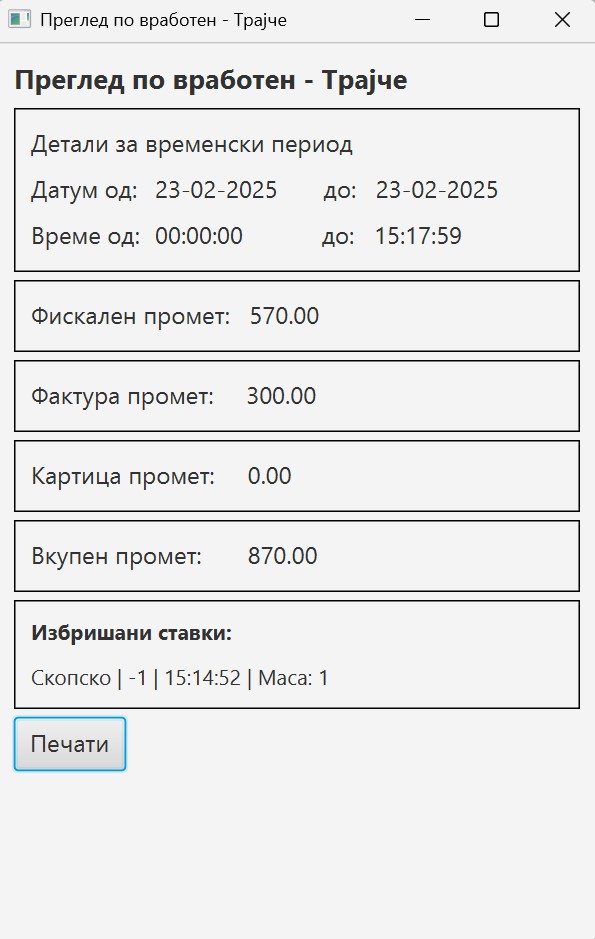 Преглед по вработен - Трајче
Преглед по вработен - Трајче
Детали за временски период
Датум од: 23-02-2025 до: 23-02-2025
Време од: 00:00:00 до: 15:17:59
Фискален промет: 570.00
Фактура промет: 300.00
Картица промет: 0.00
Вкупен промет: 870.00
Избришани ставки:
Скопско | -1 | 15:14:52 | Маса: 1
Печати